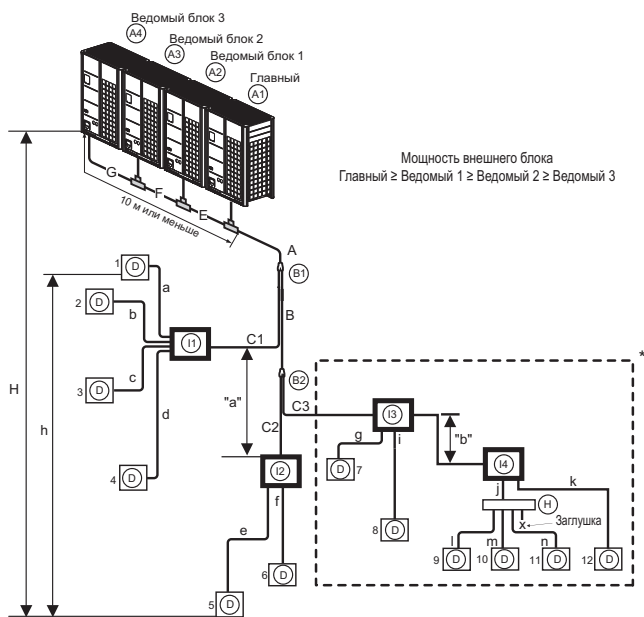 Ведомый блок 3
A4
Ведомый блок 2
A3
Ведомый блок 1
A2
Главный
A1
Мощность внешнего блока
Главный ≥ Ведомый 1 ≥ Ведомый 2 ≥ Ведомый 3
G
F
E
10 м или меньше
A
B1
1 D
a
2 D
b
B
I1
C1
*
H
h
3 D
c
d
"a"
B2
C3
I3
"b"
C2
g
i
4 D
D 7
I2
I4
j
k
f
H
x
Заглушка
e
8 D
l
m
n
9 D
10 D
11 D
12 D
6 D
5 D